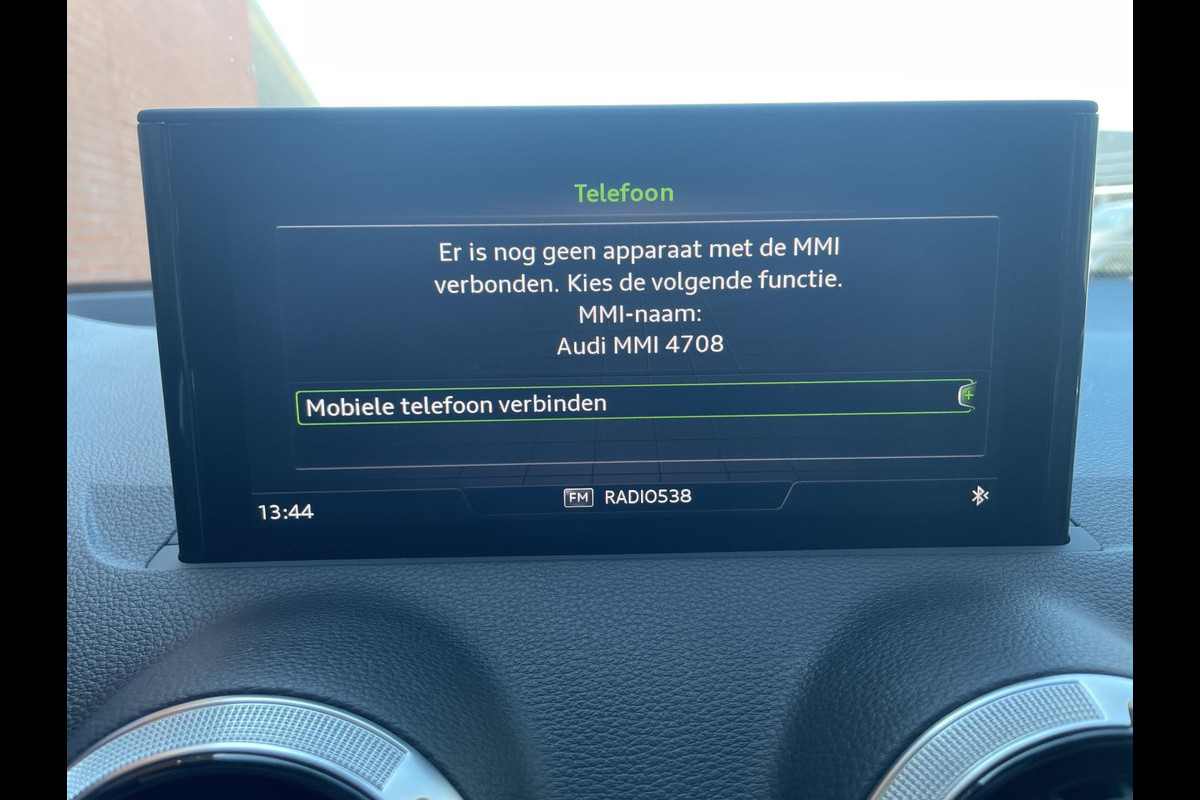 Telefoon
Er is nog geen apparaat met de MMI
verbonden. Kies de volgende functie.
MMI-naam:
Audi MMI 4708
Mobiele telefoon verbinden
FM RADIO538
13:44